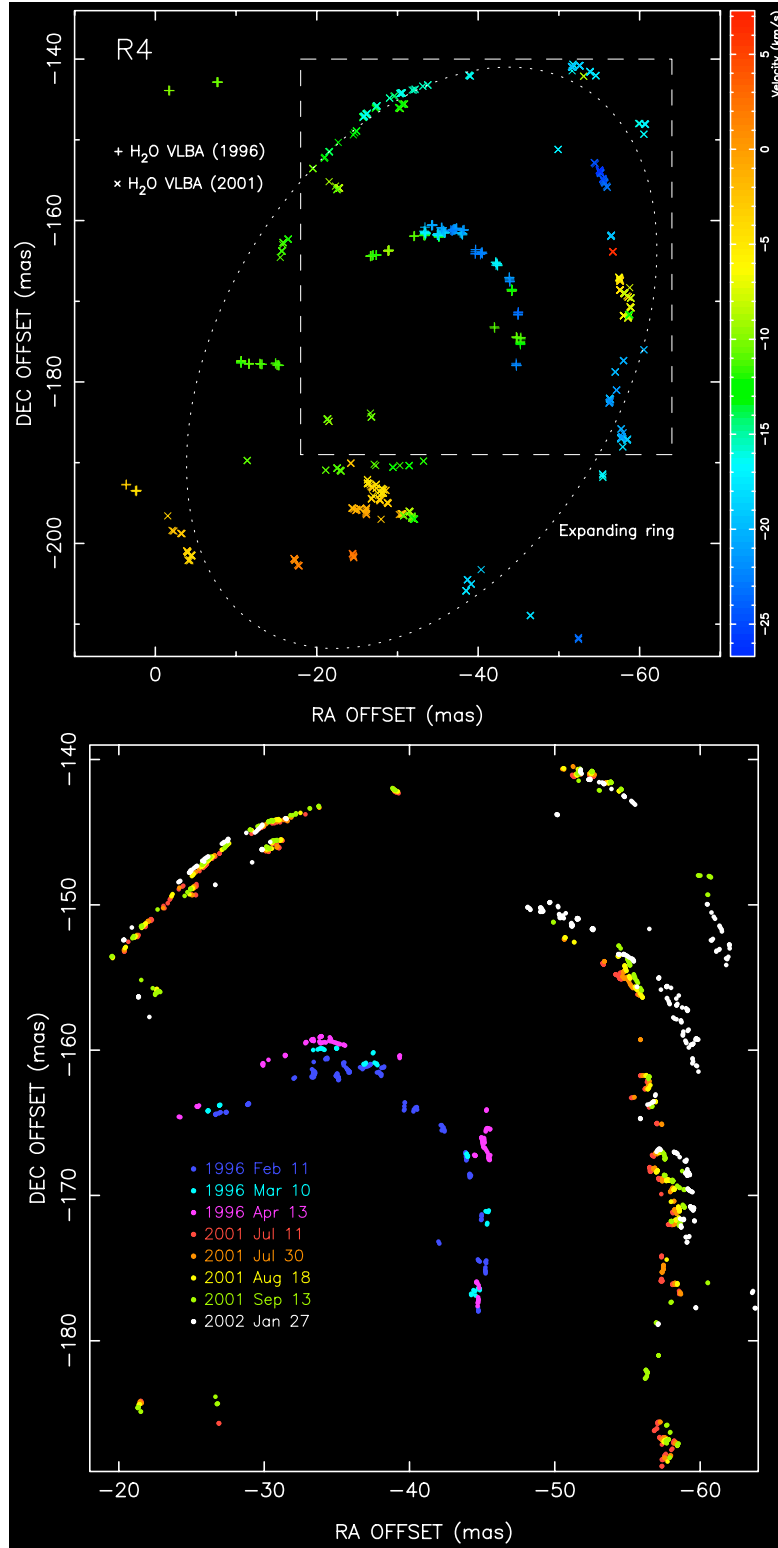 R4
+ H2O VLBA (1996)
× H2O VLBA (2001)
Expanding ring
DEC OFFSET (mas)
−140
−160
−180
−200
0
−20
−40
−60
RA OFFSET (mas)
Velocity (km/s)
5
0
−5
−10
−15
−20
−25
DEC OFFSET (mas)
−140
−150
−160
−170
−180
1996 Feb 11
1996 Mar 10
1996 Apr 13
2001 Jul 11
2001 Jul 30
2001 Aug 18
2001 Sep 13
2002 Jan 27
−20
−30
−40
−50
−60
RA OFFSET (mas)